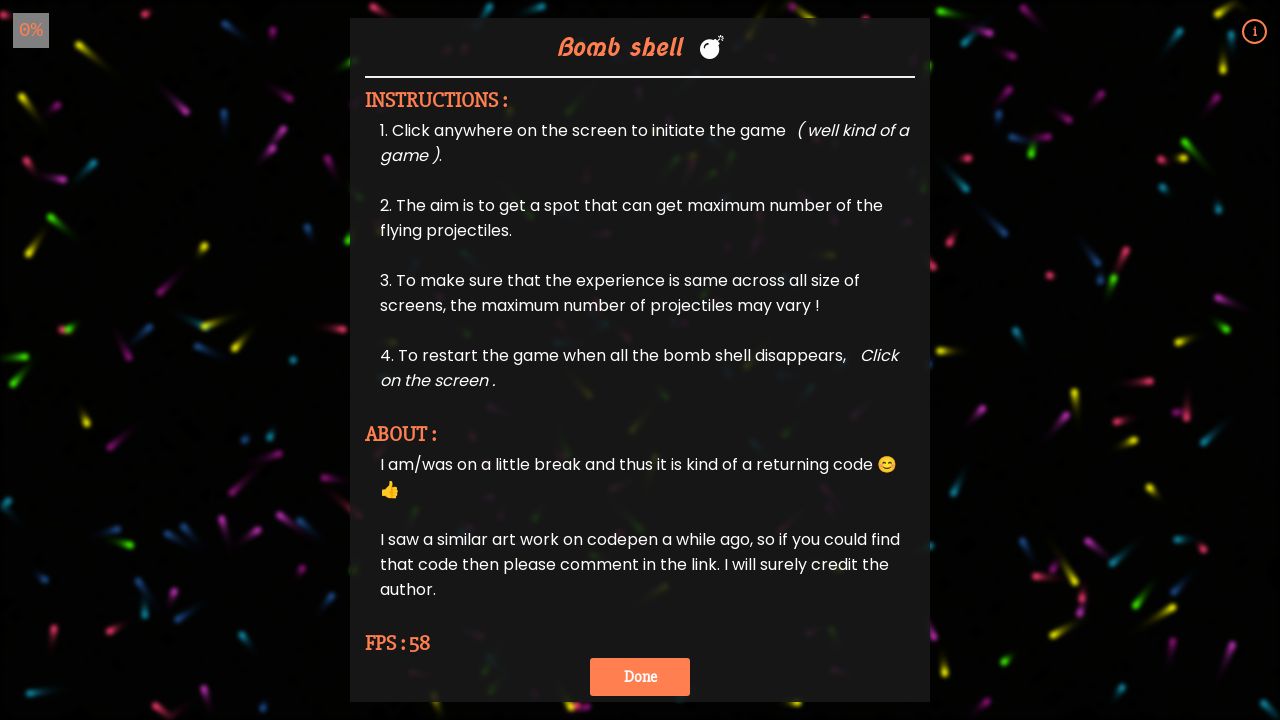 0%
Bomb shell 💣
i
INSTRUCTIONS :
1. Click anywhere on the screen to initiate the game ( well kind of a
game ).
2. The aim is to get a spot that can get maximum number of the
flying projectiles.
3. To make sure that the experience is same across all size of
screens, the maximum number of projectiles may vary !
4. To restart the game when all the bomb shell disappears, Click
on the screen .
ABOUT :
I am/was on a little break and thus it is kind of a returning code 😊
👍
I saw a similar art work on codepen a while ago, so if you could find
that code then please comment in the link. I will surely credit the
author.
FPS : 58
Done